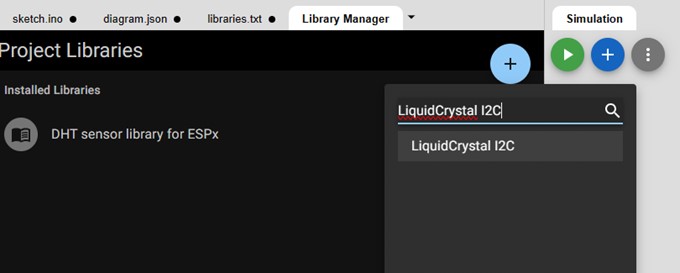 sketch.ino ● diagram.json ● libraries.txt ● Library Manager Simulation
Project Libraries
Installed Libraries
LiquidCrystal I2C
DHT sensor library for ESPx
LiquidCrystal I2C